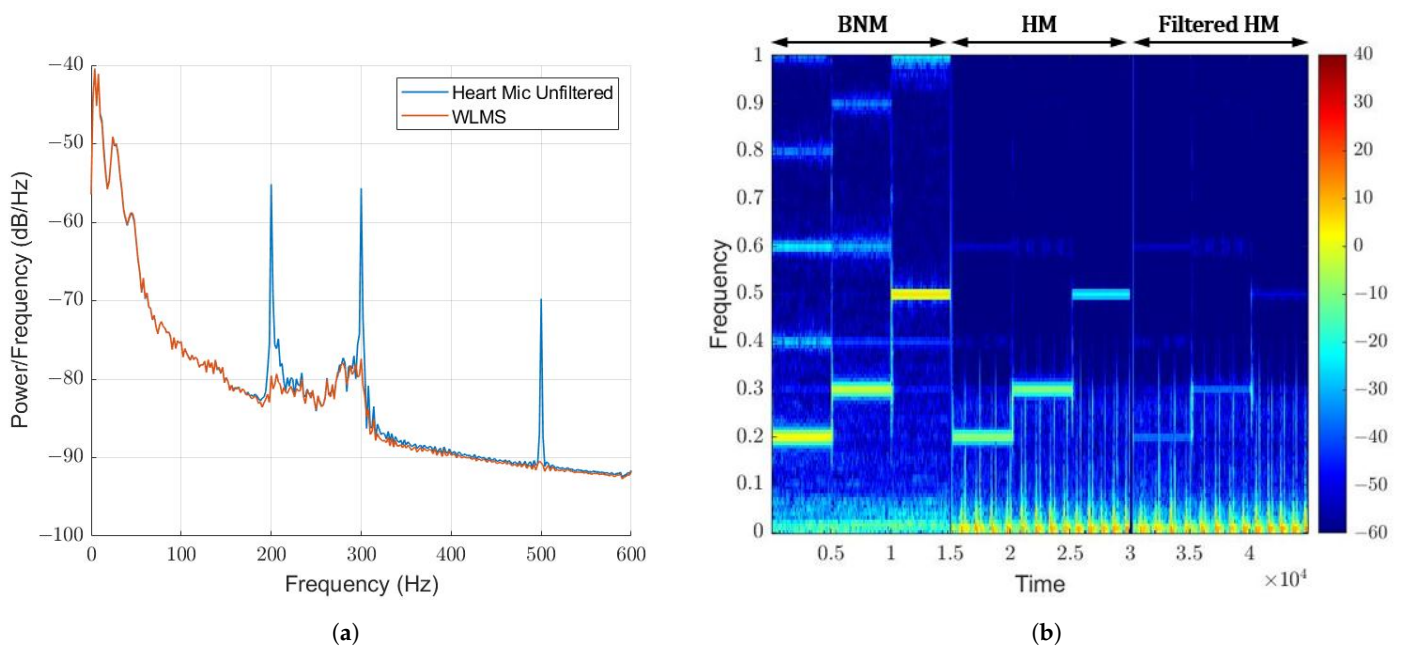 −40
−50
−60
−70
−80
−90
−100
Power/Frequency (dB/Hz)
Heart Mic Unfiltered
WLMS
0 100 200 300 400 500 600
Frequency (Hz)
(a)
BNM HM Filtered HM
1
0.9
0.8
0.7
0.6
0.5
0.4
0.3
0.2
0.1
0
Frequency
0.5 1 1.5 2 2.5 3 3.5 4
×10⁴
Time
40
30
20
10
0
−10
−20
−30
−40
−50
−60
(b)